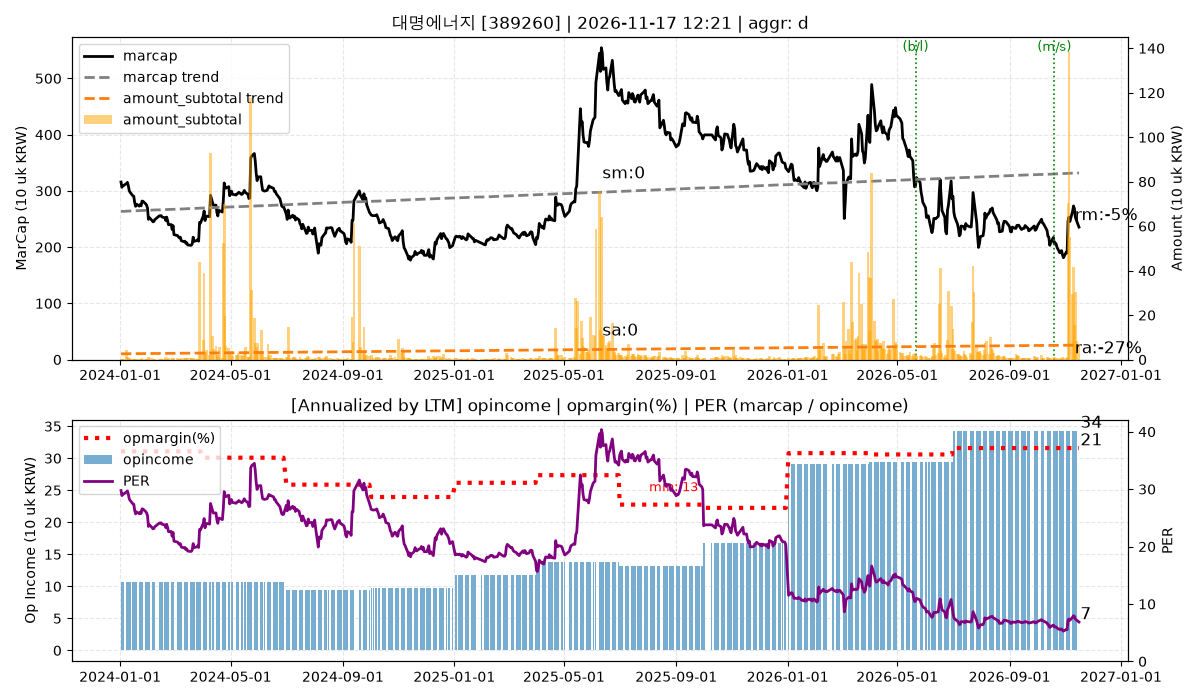 대명에너지 [389260] | 2026-11-17 12:21 | aggr: d
(b/l)
(m/s)
marcap
marcap trend
amount_subtotal trend
amount_subtotal
MarCap (10 uk KRW)
Amount (10 uk KRW)
500
400
300
200
100
0
140
120
100
80
60
40
20
0
sm:0
sa:0
rm:-5%
ra:-27%
2024-01-01
2024-05-01
2024-09-01
2025-01-01
2025-05-01
2025-09-01
2026-01-01
2026-05-01
2026-09-01
2027-01-01
[Annualized by LTM] opincome | opmargin(%) | PER (marcap / opincome)
opmargin(%)
opincome
PER
Op Income (10 uk KRW)
PER
35
30
25
20
15
10
5
0
40
30
20
10
0
34
21
7
2024-01-01
2024-05-01
2024-09-01
2025-01-01
2025-05-01
2025-09-01
2026-01-01
2026-05-01
2026-09-01
2027-01-01